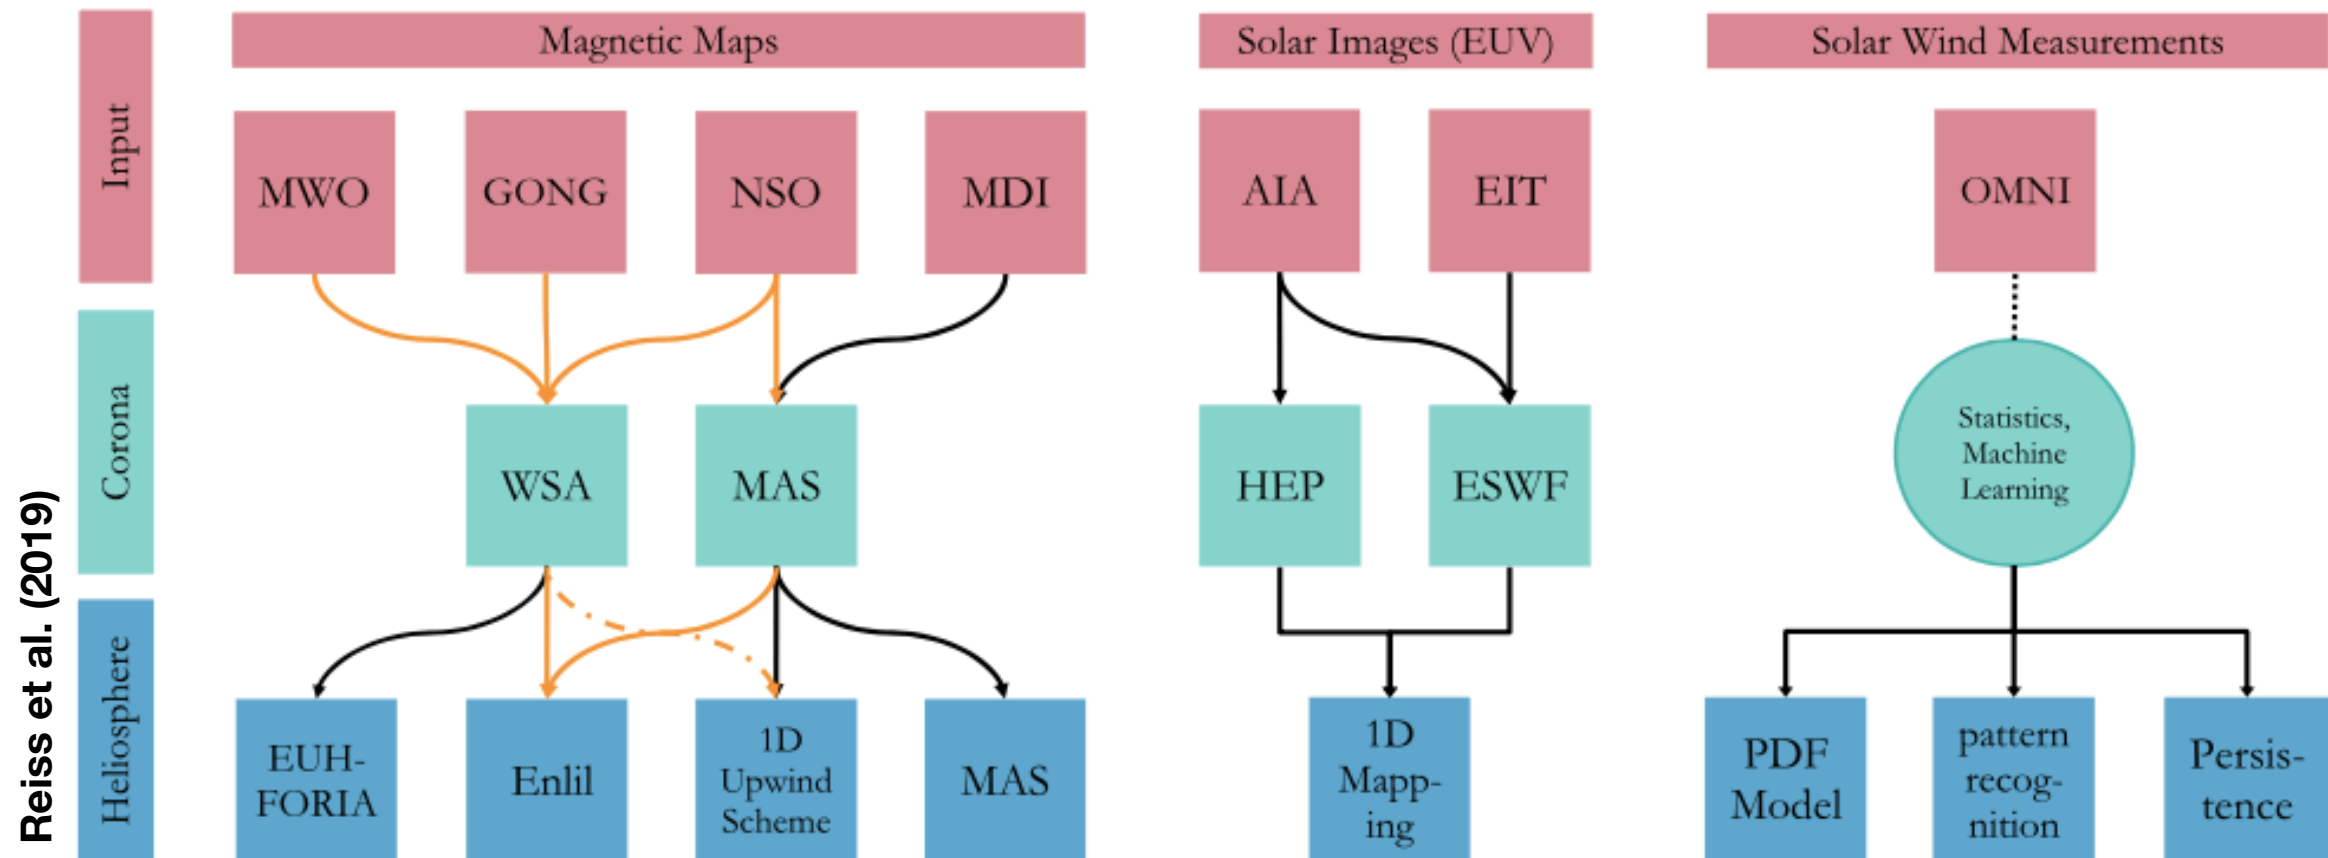 Magnetic Maps
Solar Images (EUV)
Solar Wind Measurements
Input
MWO
GONG
NSO
MDI
AIA
EIT
OMNI
Corona
WSA
MAS
HEP
ESWF
Statistics,
Machine
Learning
Heliosphere
EUH-
FORIA
Enlil
1D
Upwind
Scheme
MAS
1D
Mapp-
ing
PDF
Model
pattern
recog-
nition
Persis-
tence
Reiss et al. (2019)